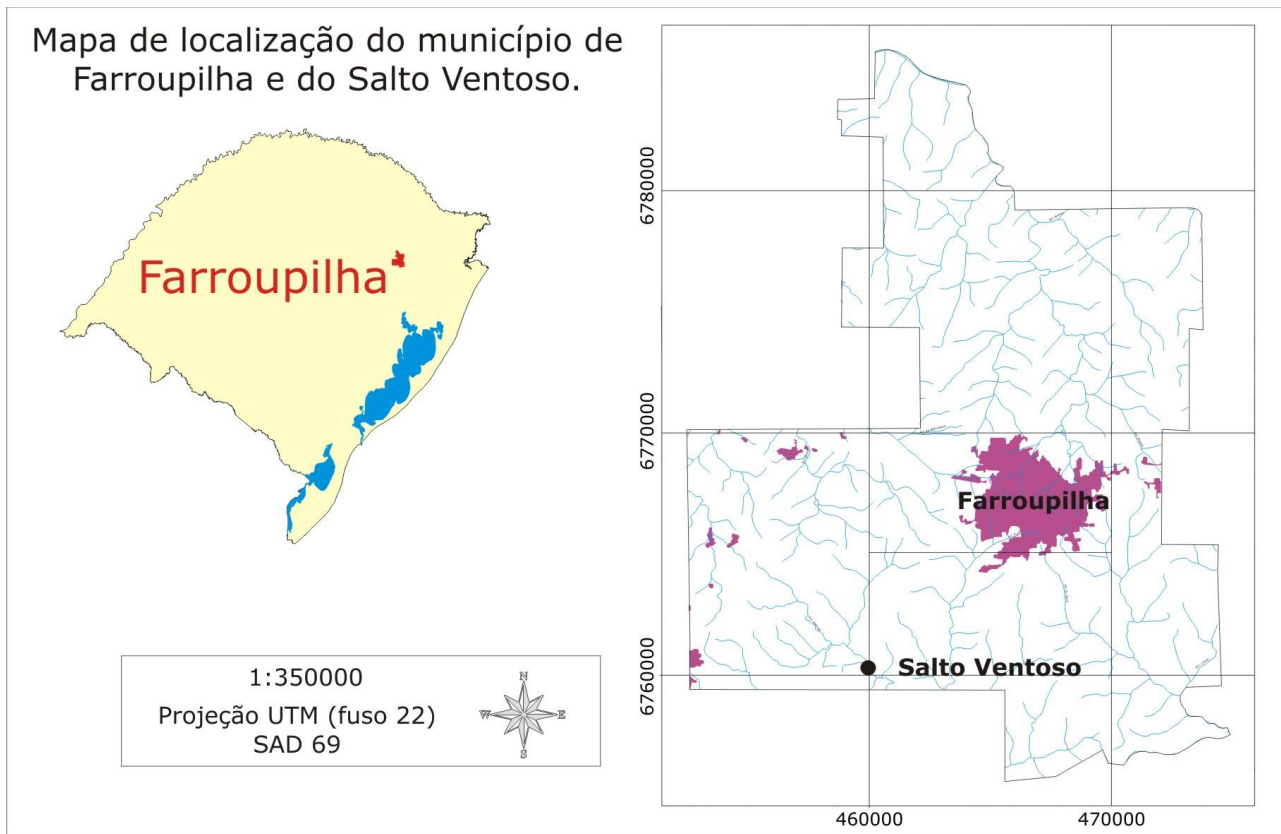 Mapa de localização do município de
Farroupilha e do Salto Ventoso.
Farroupilha
1:350000
Projeção UTM (fuso 22)
SAD 69
N
W E
S
6780000
6770000
6760000
Farroupilha
Salto Ventoso
460000
470000